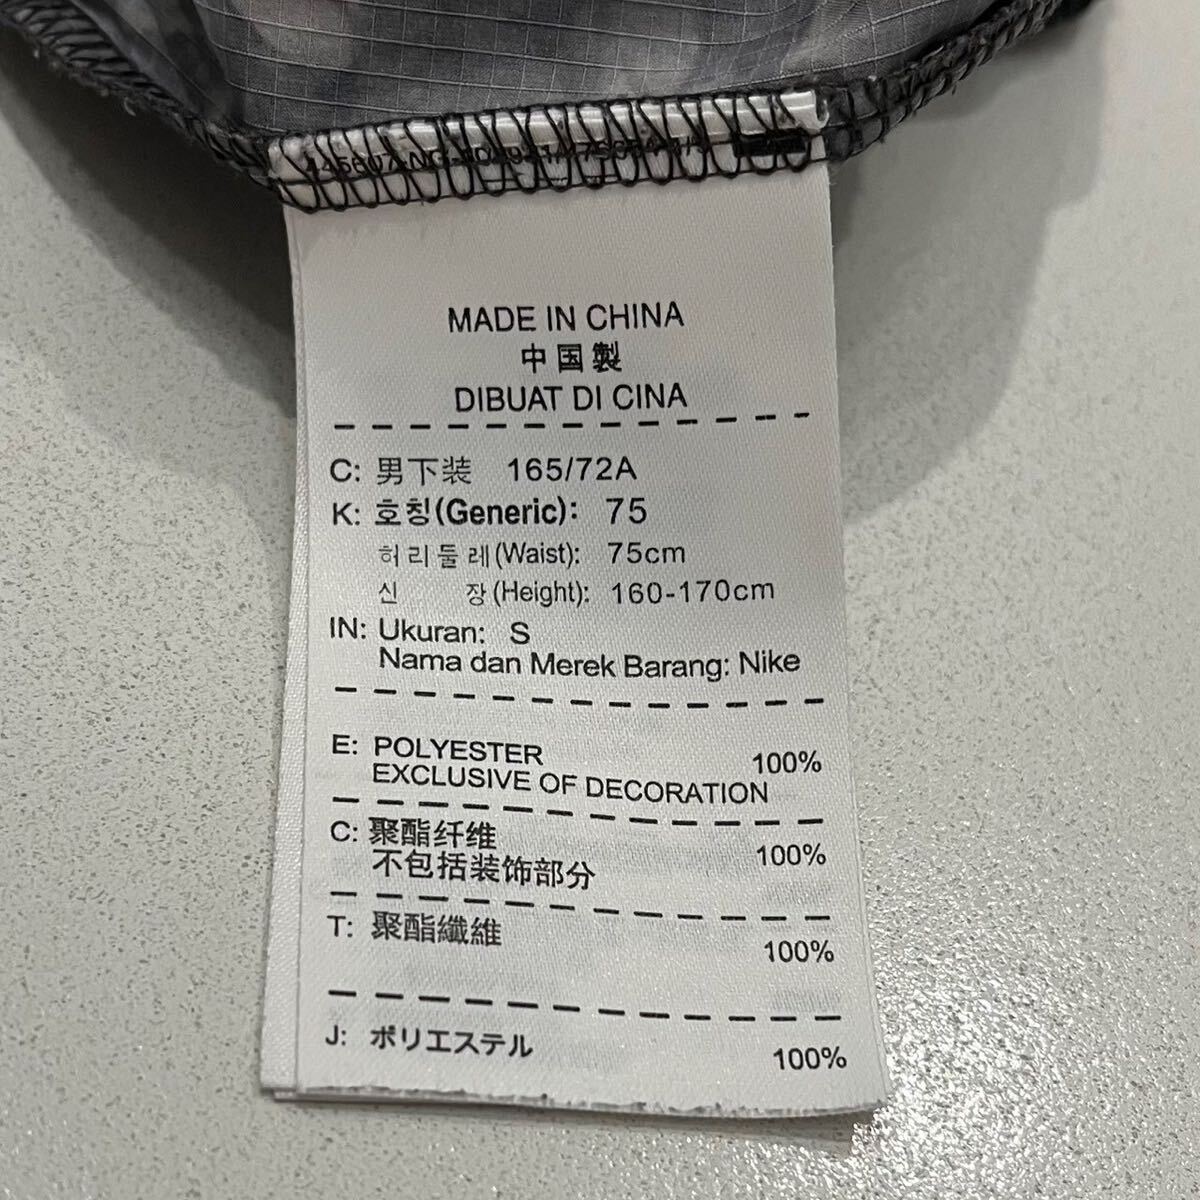 MADE IN CHINA
中国製
DIBUAT DI CINA
C: 男下装 165/72A
K: 호칭(Generic): 75
허리둘레(Waist): 75cm
신 장(Height): 160-170cm
IN: Ukuran: S
Nama dan Merek Barang: Nike
E: POLYESTER 100%
EXCLUSIVE OF DECORATION
C: 聚酯纤维 100%
不包括装饰部分
T: 聚酯纖維 100%
J: ポリエステル 100%